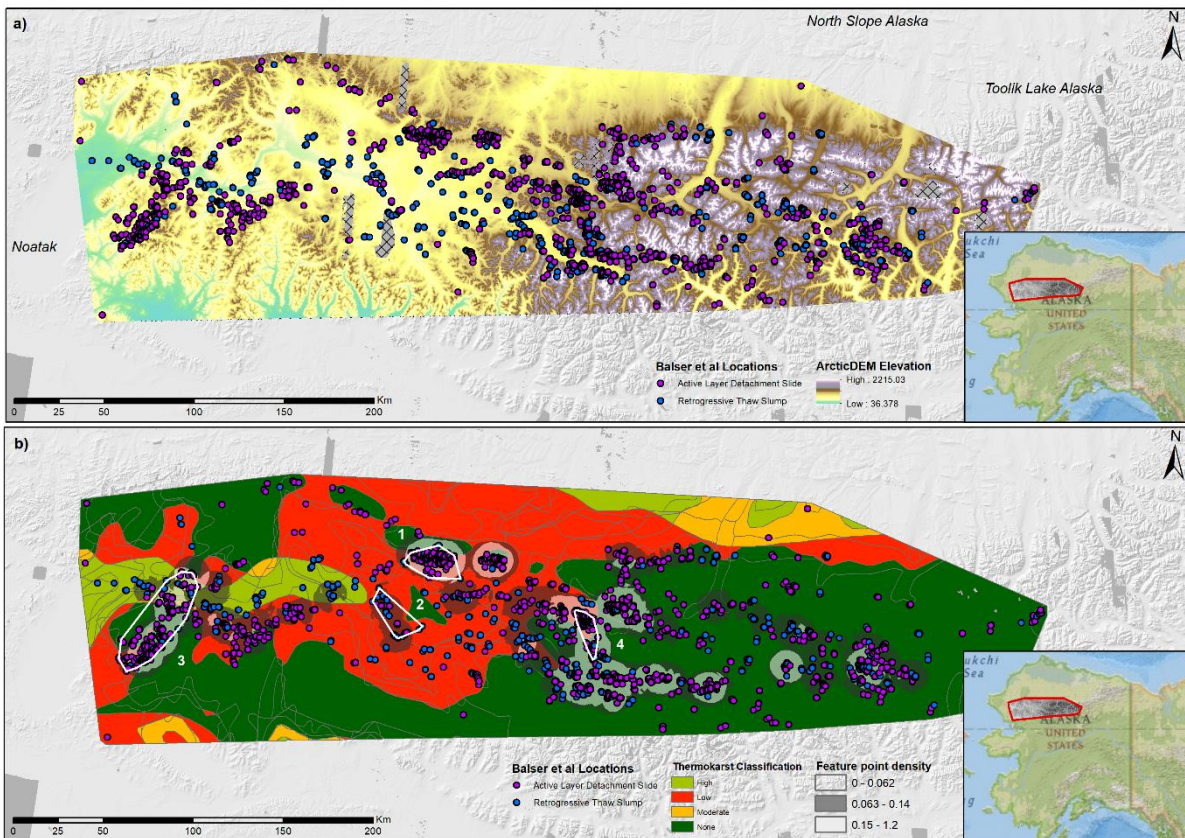 a)
North Slope Alaska
N
Toolik Lake Alaska
Noatak
Balser et al Locations
Active Layer Detachment Slide
Retrogressive Thaw Slump
ArcticDEM Elevation
High : 2215.03
Low : 36.378
0 25 50 100 150 200
Km
ukchi
Sea
ALASKA
UNITED
STATES
g
b)
N
1
2
3
4
Balser et al Locations
Active Layer Detachment Slide
Retrogressive Thaw Slump
Thermokarst Classification
High
Low
Moderate
None
Feature point density
0 - 0.062
0.063 - 0.14
0.15 - 1.2
0 25 50 100 150 200
Km
ukchi
Sea
ALASKA
UNITED
STATES
g